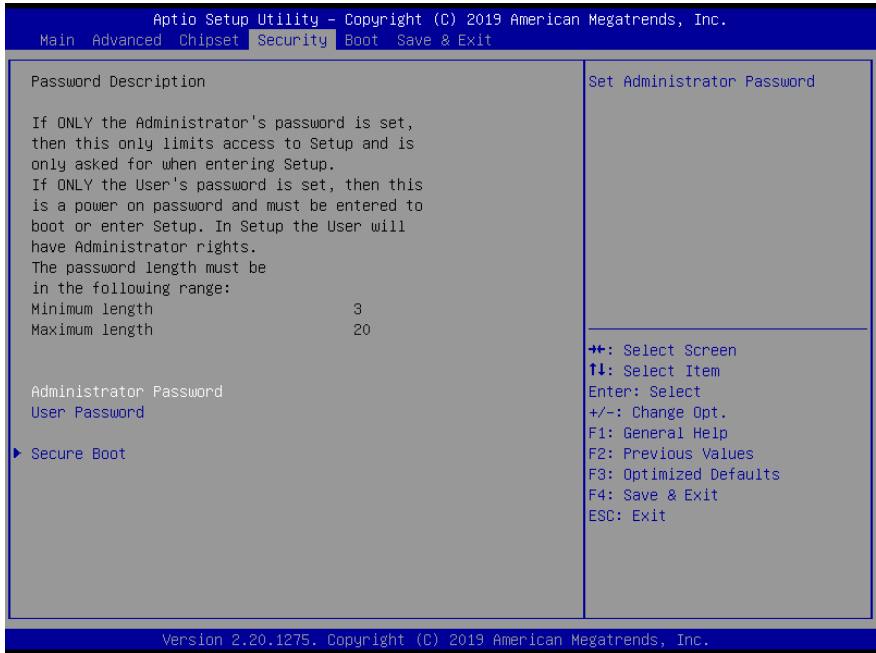 Aptio Setup Utility – Copyright (C) 2019 American Megatrends, Inc.
Main Advanced Chipset Security Boot Save & Exit
Password Description
If ONLY the Administrator's password is set,
then this only limits access to Setup and is
only asked for when entering Setup.
If ONLY the User's password is set, then this
is a power on password and must be entered to
boot or enter Setup. In Setup the User will
have Administrator rights.
The password length must be
in the following range:
Minimum length 3
Maximum length 20
Administrator Password
User Password
Secure Boot
Set Administrator Password
→←: Select Screen
↑↓: Select Item
Enter: Select
+/-: Change Opt.
F1: General Help
F2: Previous Values
F3: Optimized Defaults
F4: Save & Exit
ESC: Exit
Version 2.20.1275. Copyright (C) 2019 American Megatrends, Inc.